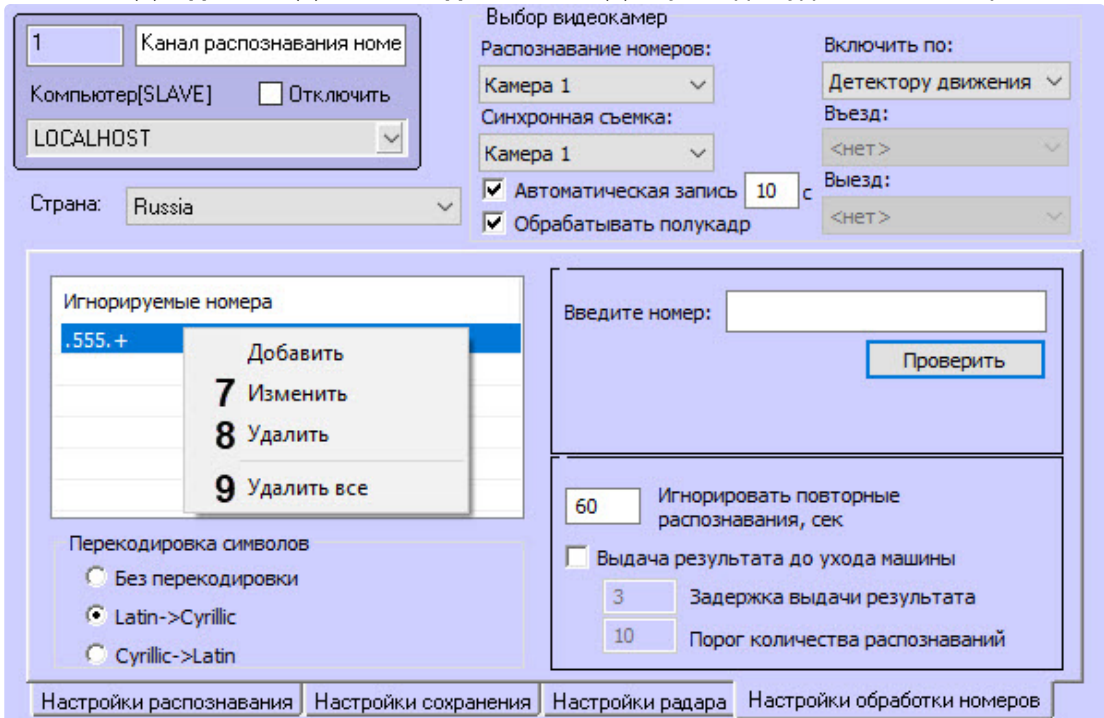 1
Канал распознавания номе
Компьютер[SLAVE]
Отключить
LOCALHOST
Страна:
Russia
Выбор видеокамер
Распознавание номеров:
Камера 1
Синхронная съемка:
Камера 1
Автоматическая запись 10 с
Обрабатывать полукадр
Включить по:
Детектору движения
Въезд:
<нет>
Выезд:
<нет>
Игнорируемые номера
.555.+
Добавить
7 Изменить
8 Удалить
9 Удалить все
Перекодировка символов
Без перекодировки
Latin->Cyrillic
Cyrillic->Latin
Введите номер:
Проверить
60 Игнорировать повторные
распознавания, сек
Выдача результата до ухода машины
3 Задержка выдачи результата
10 Порог количества распознаваний
Настройки распознавания
Настройки сохранения
Настройки радара
Настройки обработки номеров